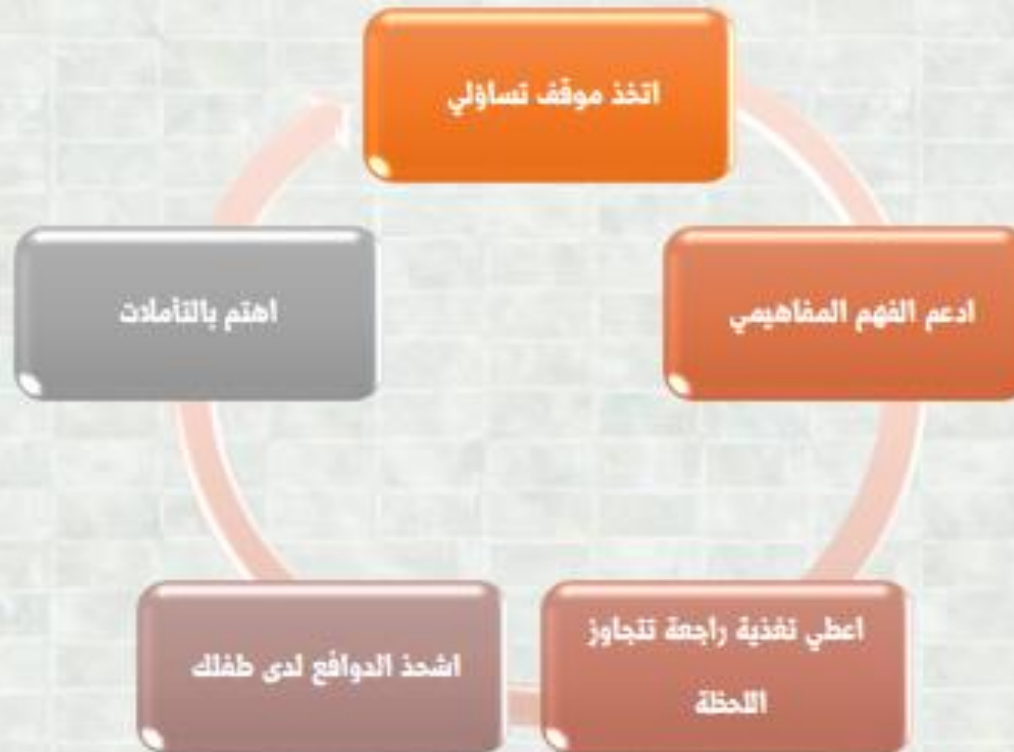 اتخذ موقف تساؤلي
ادعم الفهم المفاهيمي
اعطي تغذية راجعة تتجاوز
اللحظة
اشحذ الدوافع لدى طفلك
اهتم بالتأملات